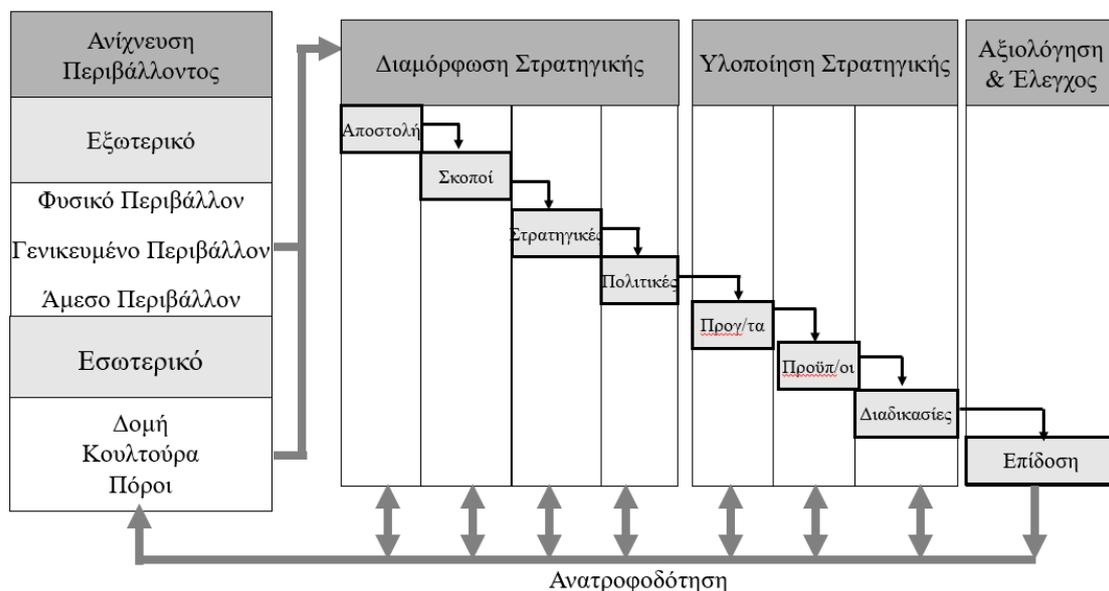 Ανίχνευση
Περιβάλλοντος
Εξωτερικό
Φυσικό Περιβάλλον
Γενικευμένο Περιβάλλον
Άμεσο Περιβάλλον
Εσωτερικό
Δομή
Κουλτούρα
Πόροι
Διαμόρφωση Στρατηγικής
Αποστολή
Σκοποί
Στρατηγικές
Πολιτικές
Υλοποίηση Στρατηγικής
Προγ/τα
Προϋπ/οι
Διαδικασίες
Αξιολόγηση
& Έλεγχος
Επίδοση
Ανατροφοδότηση